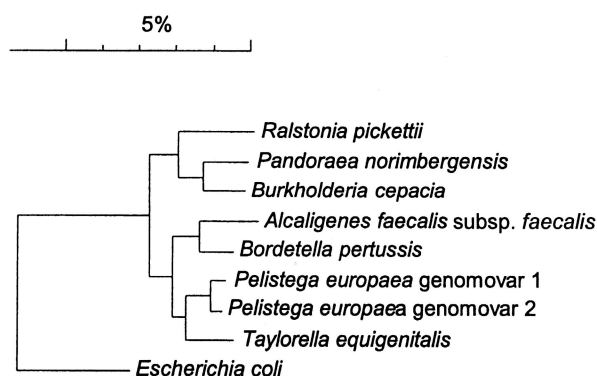 5%
Ralstonia pickettii
Pandoraea norimbergensis
Burkholderia cepacia
Alcaligenes faecalis subsp. faecalis
Bordetella pertussis
Pelistega europaea genomovar 1
Pelistega europaea genomovar 2
Taylorella equigenitalis
Escherichia coli